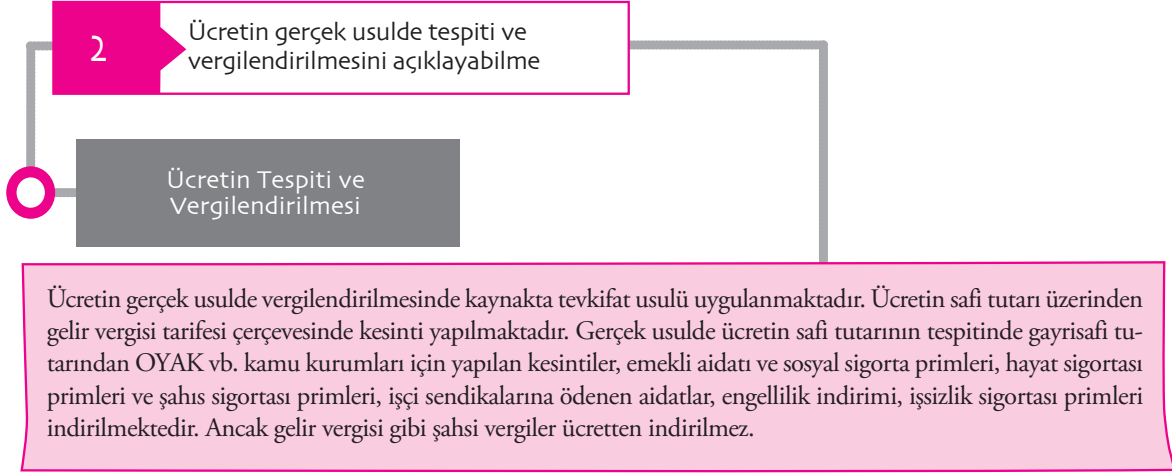 2
Ücretin gerçek usulde tespiti ve
vergilendirilmesini açıklayabilme
Ücretin Tespiti ve
Vergilendirilmesi
Ücretin gerçek usulde vergilendirilmesinde kaynakta tevkifat usulü uygulanmaktadır. Ücretin safi tutarı üzerinden
gelir vergisi tarifesi çerçevesinde kesinti yapılmaktadır. Gerçek usulde ücretin safi tutarının tespitinde gayrisafi tu-
tarından OYAK vb. kamu kurumları için yapılan kesintiler, emekli aidatı ve sosyal sigorta primleri, hayat sigortası
primleri ve şahıs sigortası primleri, işçi sendikalarına ödenen aidatlar, engellilik indirimi, işsizlik sigortası primleri
indirilmektedir. Ancak gelir vergisi gibi şahsi vergiler ücretten indirilmez.